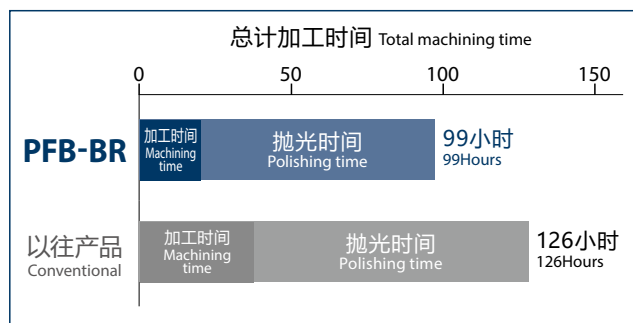 总计加工时间 Total machining time
0 50 100 150
PFB-BR
加工时间
Machining
time
抛光时间
Polishing time
99小时
99Hours
以往产品
Conventional
加工时间
Machining
time
抛光时间
Polishing time
126小时
126Hours